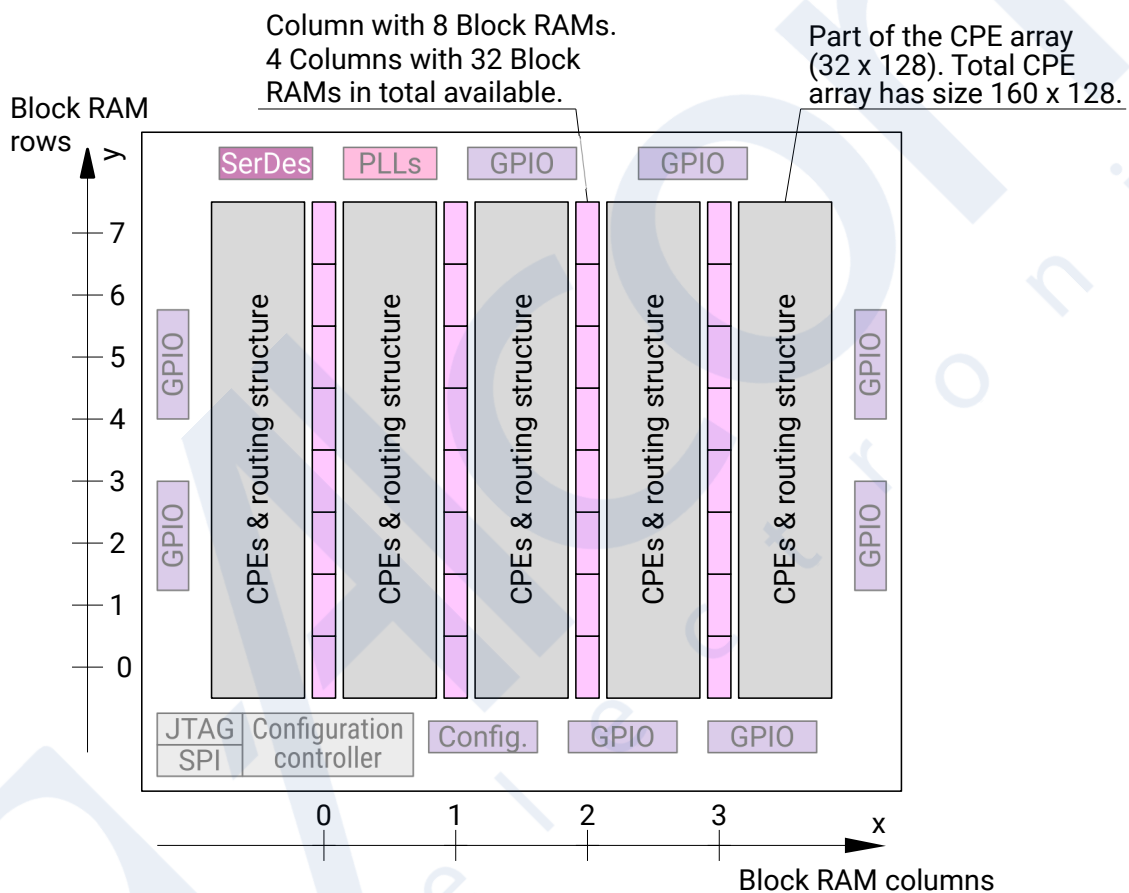 Column with 8 Block RAMs.
4 Columns with 32 Block
RAMs in total available.
Part of the CPE array
(32 x 128). Total CPE
array has size 160 x 128.
Block RAM
rows
y
SerDes
PLLs
GPIO
GPIO
7
6
5
4
3
2
1
0
GPIO
GPIO
CPEs & routing structure
CPEs & routing structure
CPEs & routing structure
CPEs & routing structure
CPEs & routing structure
GPIO
GPIO
JTAG
SPI
Configuration
controller
Config.
GPIO
GPIO
0
1
2
3
x
Block RAM columns